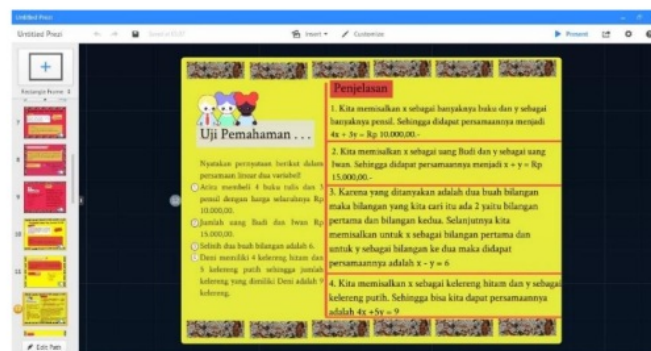 Untitled Prezi
Untitled Prezi
Insert
Customize
Present
7
8
9
10
11
Edit Path
Uji Pemahaman . . .
Nyatakan pernyataan berikut dalam
persamaan linear dua variabel!
Anita membeli 4 buku tulis dan 3
pensil dengan harga seluruhnya Rp
10.000,00.
Jumlah uang Budi dan Iwan Rp
15.000,00.
Selisih dua buah bilangan adalah 6.
Deni memiliki 4 kelereng hitam dan
5 kelereng putih sehingga jumlah
kelereng yang dimiliki Deni adalah 9
kelereng.
Penjelasan
1. Kita memisalkan x sebagai banyaknya buku dan y sebagai
banyaknya pensil. Sehingga didapat persamaannya menjadi
4x + 3y = Rp 10.000,00.-
2. Kita memisalkan x sebagai uang Budi dan y sebagai uang
Iwan. Sehingga didapat persamaannya menjadi x + y = Rp
15.000,00.-
3. Karena yang ditanyakan adalah dua buah bilangan
maka bilangan yang kita cari itu ada 2 yaitu bilangan
pertama dan bilangan kedua. Selanjutnya kita
memisalkan untuk x sebagai bilangan pertama dan
untuk y sebagai bilangan ke dua maka didapat
persamaannya adalah x - y = 6
4. Kita memisalkan x sebagai kelereng hitam dan y sebagai
kelereng putih. Sehingga bisa kita dapat persamaannya
adalah 4x +5y = 9